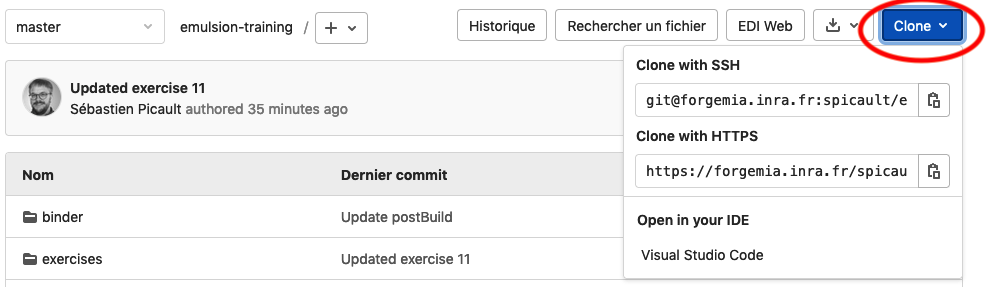 master emulsion-training / + Historique Rechercher un fichier EDI Web Clone
Clone with SSH
git@forgemia.inra.fr:spicault/e
Clone with HTTPS
https://forgemia.inra.fr/spicau
Open in your IDE
Visual Studio Code
Updated exercise 11
Sébastien Picault authored 35 minutes ago
Nom Dernier commit
binder Update postBuild
exercises Updated exercise 11